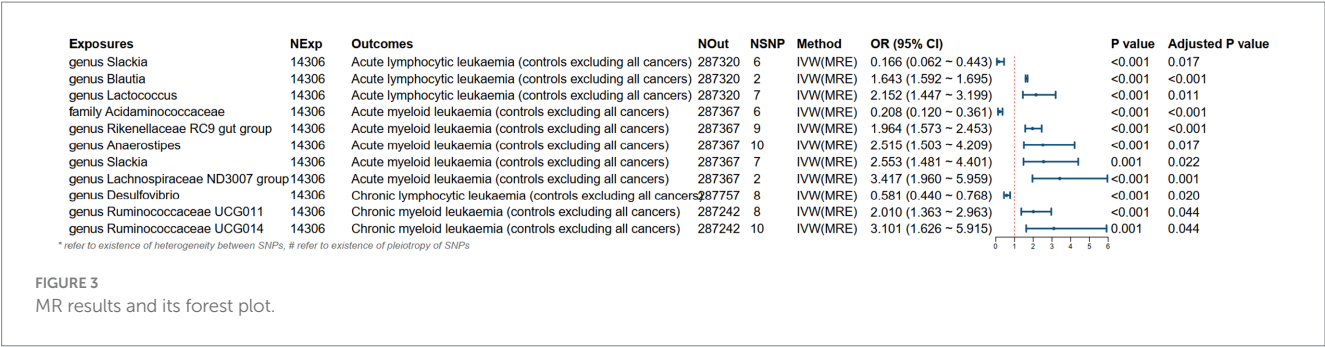 Exposures NExp Outcomes NOut NSNP Method OR (95% CI) P value Adjusted P value
genus Slackia 14306 Acute lymphocytic leukaemia (controls excluding all cancers) 287320 6 IVW(MRE) 0.166 (0.062 ~ 0.443) <0.001 0.017
genus Blautia 14306 Acute lymphocytic leukaemia (controls excluding all cancers) 287320 2 IVW(MRE) 1.643 (1.592 ~ 1.695) <0.001 <0.001
genus Lactococcus 14306 Acute lymphocytic leukaemia (controls excluding all cancers) 287320 7 IVW(MRE) 2.152 (1.447 ~ 3.199) <0.001 0.011
family Acidaminococcaceae 14306 Acute myeloid leukaemia (controls excluding all cancers) 287367 6 IVW(MRE) 0.208 (0.120 ~ 0.361) <0.001 <0.001
genus Rikenellaceae RC9 gut group 14306 Acute myeloid leukaemia (controls excluding all cancers) 287367 9 IVW(MRE) 1.964 (1.573 ~ 2.453) <0.001 <0.001
genus Anaerostipes 14306 Acute myeloid leukaemia (controls excluding all cancers) 287367 10 IVW(MRE) 2.515 (1.503 ~ 4.209) <0.001 0.017
genus Slackia 14306 Acute myeloid leukaemia (controls excluding all cancers) 287367 7 IVW(MRE) 2.553 (1.481 ~ 4.401) 0.001 0.022
genus Lachnospiraceae ND3007 group 14306 Acute myeloid leukaemia (controls excluding all cancers) 287367 2 IVW(MRE) 3.417 (1.960 ~ 5.959) <0.001 0.001
genus Desulfovibrio 14306 Chronic lymphocytic leukaemia (controls excluding all cancers) 287757 8 IVW(MRE) 0.581 (0.440 ~ 0.768) <0.001 0.020
genus Ruminococcaceae UCG011 14306 Chronic myeloid leukaemia (controls excluding all cancers) 287242 8 IVW(MRE) 2.010 (1.363 ~ 2.963) <0.001 0.044
genus Ruminococcaceae UCG014 14306 Chronic myeloid leukaemia (controls excluding all cancers) 287242 10 IVW(MRE) 3.101 (1.626 ~ 5.915) 0.001 0.044
0 1 2 3 4 5 6
* refer to existence of heterogeneity between SNPs, # refer to existence of pleiotropy of SNPs
FIGURE 3
MR results and its forest plot.